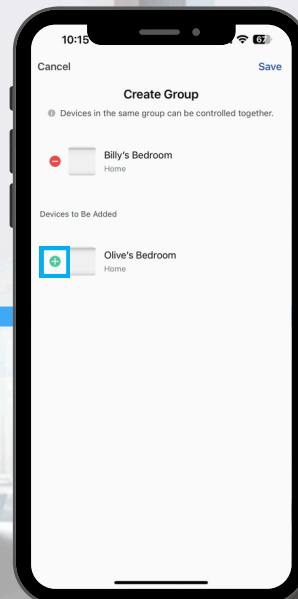 10:15
67
Cancel
Save
Create Group
Devices in the same group can be controlled together.
Billy's Bedroom
Home
Devices to Be Added
Olive's Bedroom
Home